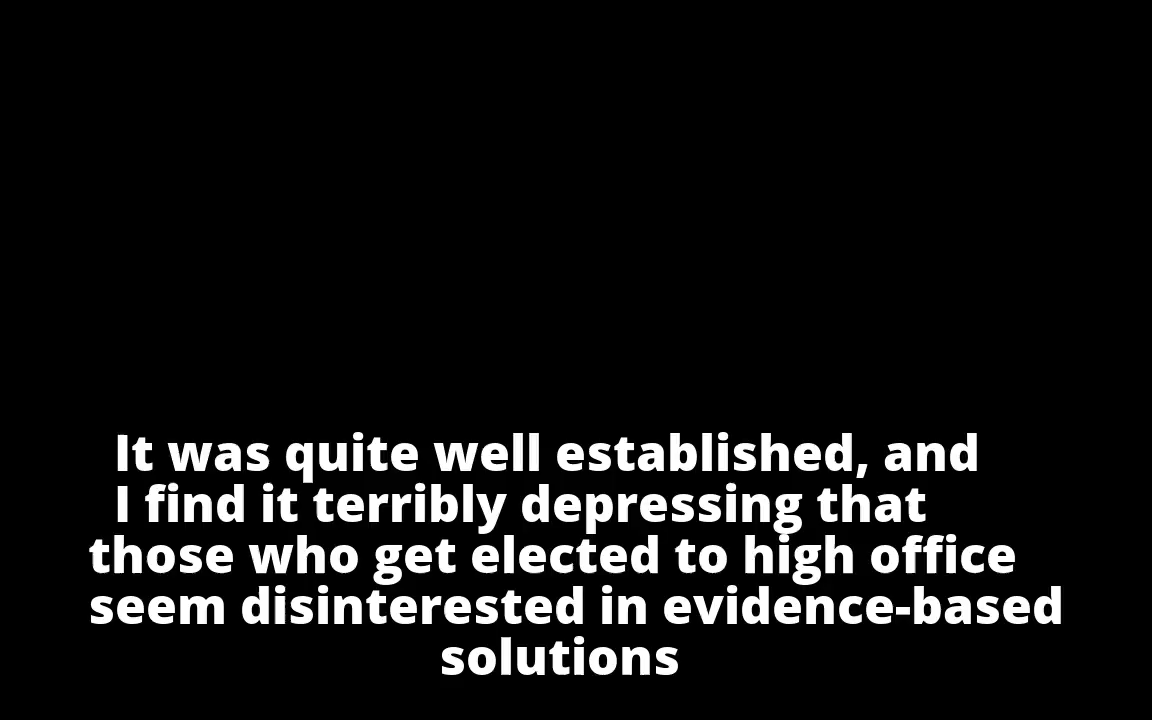 It was quite well established, and
I find it terribly depressing that
those who get elected to high office
seem disinterested in evidence-based
solutions